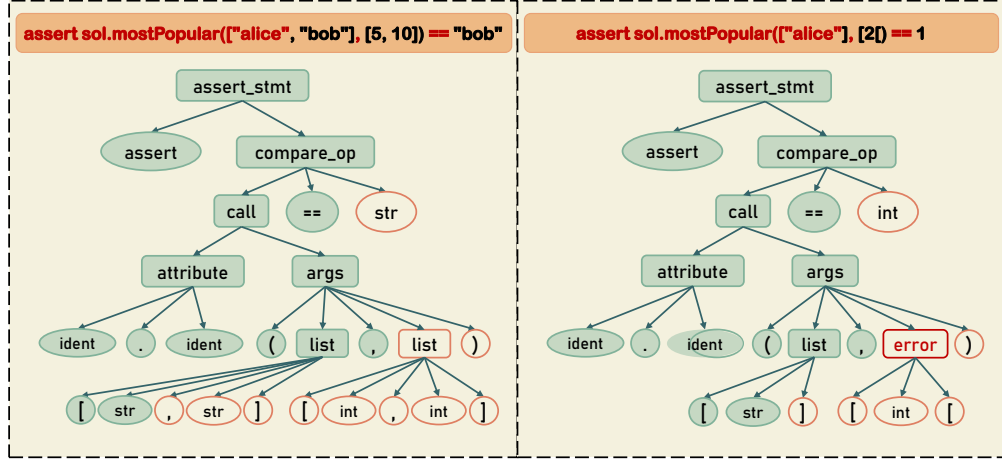 assert sol.mostPopular(["alice", "bob"], [5, 10]) == "bob"
assert_stmt
assert
compare_op
call
==
str
attribute
args
ident
.
ident
(
list
,
list
)
[
str
,
str
]
[
int
,
int
]
assert sol.mostPopular(["alice"], [2[) == 1
assert_stmt
assert
compare_op
call
==
int
attribute
args
ident
.
ident
(
list
,
error
)
[
str
]
[
int
[